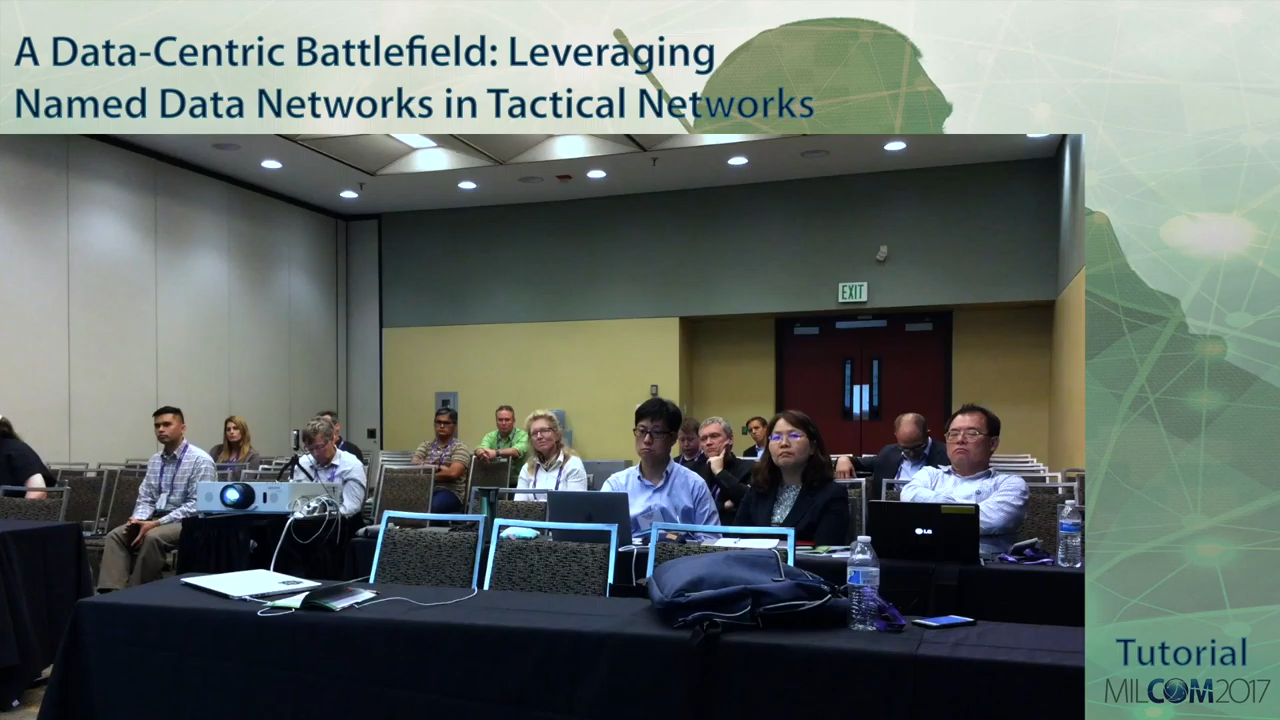 A Data-Centric Battlefield: Leveraging
Named Data Networks in Tactical Networks
EXIT
LG
Tutorial
MILCOM2017